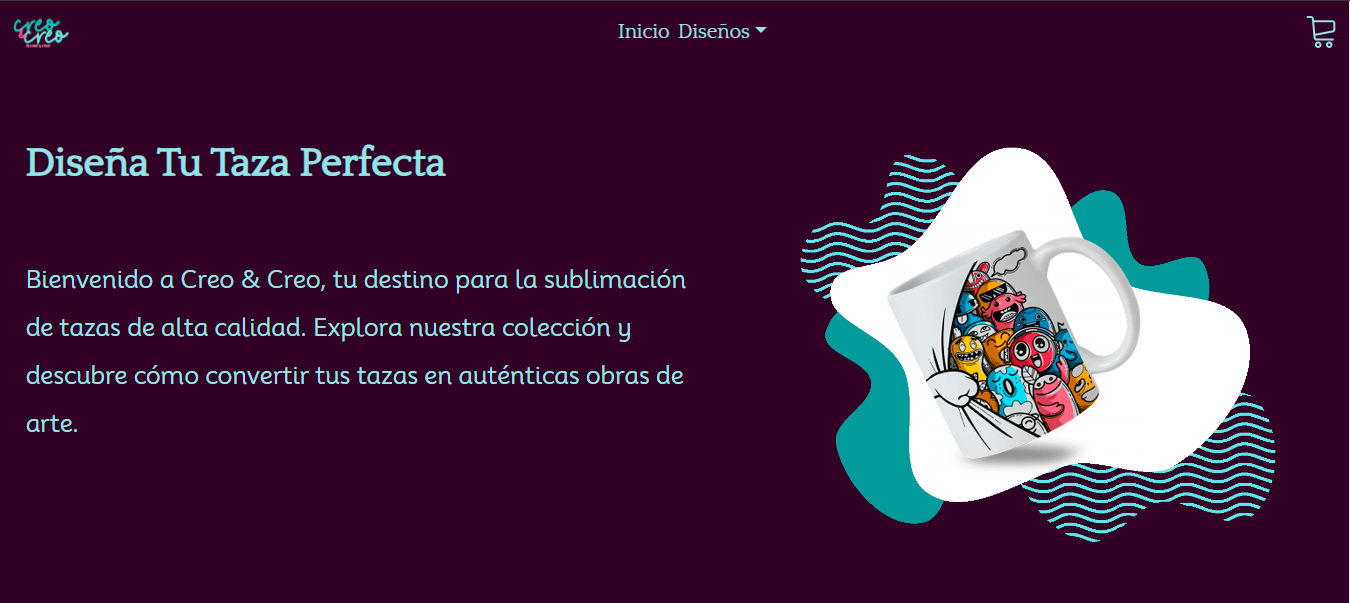 creo
& creo
Inicio Diseños
Diseña Tu Taza Perfecta
Bienvenido a Creo & Creo, tu destino para la sublimación
de tazas de alta calidad. Explora nuestra colección y
descubre cómo convertir tus tazas en auténticas obras de
arte.